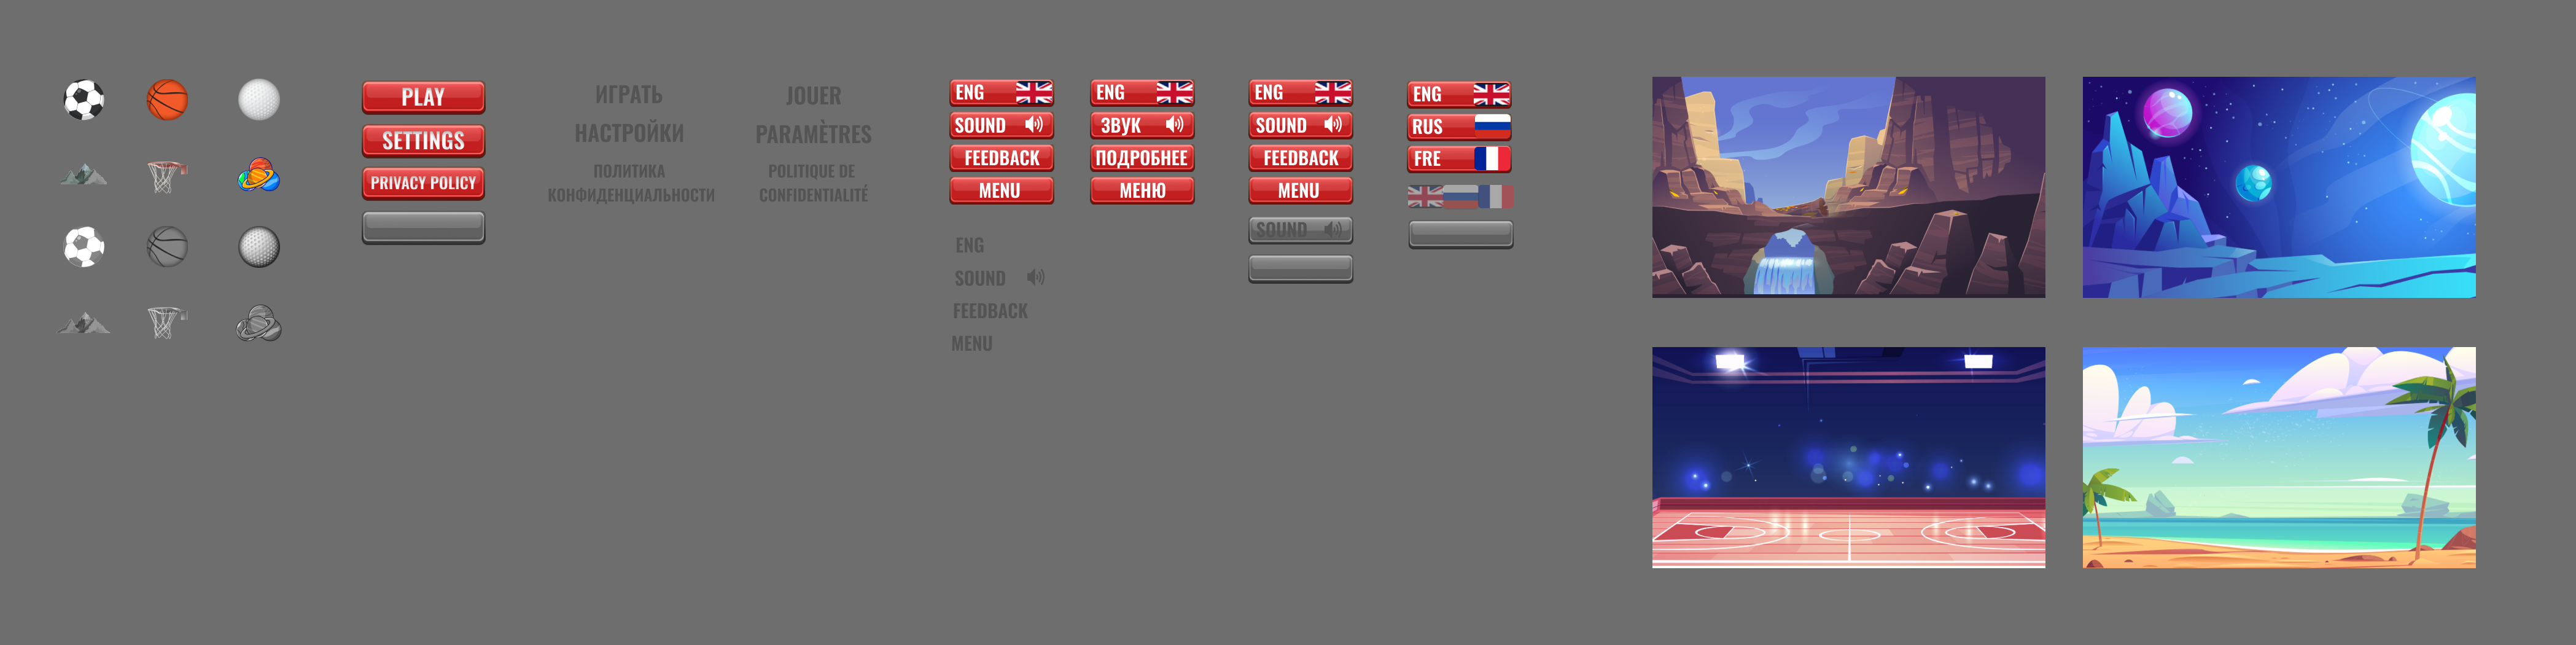 PLAY
SETTINGS
PRIVACY POLICY
ИГРАТЬ
НАСТРОЙКИ
ПОЛИТИКА
КОНФИДЕНЦИАЛЬНОСТИ
JOUER
PARAMÈTRES
POLITIQUE DE
CONFIDENTIALITÉ
ENG
SOUND
FEEDBACK
MENU
ENG
SOUND
FEEDBACK
MENU
ENG
ЗВУК
ПОДРОБНЕЕ
МЕНЮ
ENG
SOUND
FEEDBACK
MENU
SOUND
ENG
RUS
FRE